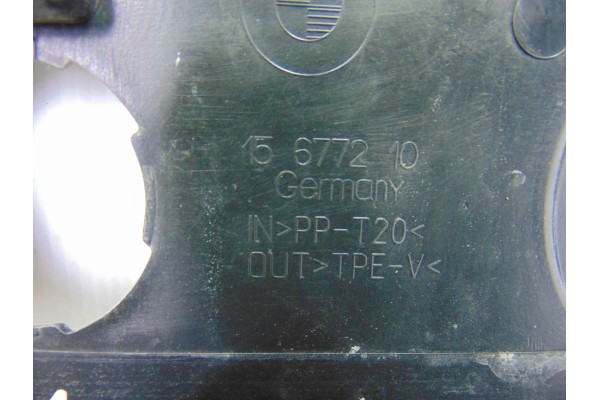 15 6772 10
Germany
IN>PP-T20<
OUT>TPE-V<